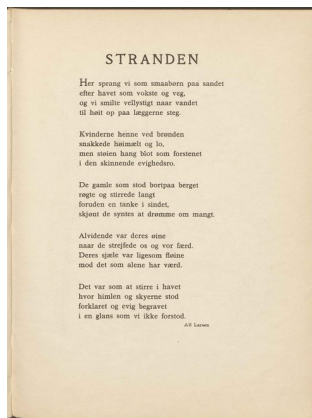 STRANDEN
Her sprang vi som smaabørn paa sandet
efter havet som vokste og veg,
og vi smilte vellystigt naar vandet
til høit op paa læggerne steg.
Kvinderne henne ved brønden
snakkede høimælt og lo,
men støien hang blot som forstenet
i den skinnende evighedsro.
De gamle som stod bortpaa berget
røgte og stirrede langt
foruden en tanke i sindet,
skjønt de syntes at drømme om mangt.
Alvidende var deres øine
naar de strejfede os og vor færd.
Deres sjæle var ligesom fløine
mod det som alene har værd.
Det var som at stirre i havet
hvor himlen og skyerne stod
forklaret og evig begravet
i en glans som vi ikke forstod.
Alf Larsen